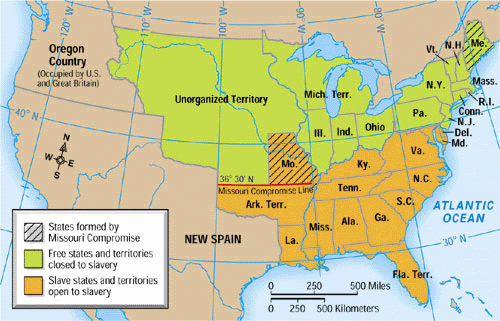 120° W
110° W
100° W
90° W
80° W
Oregon
Country
(Occupied by U.S.
and Great Britain)
40° N
N
W E
S
Unorganized Territory
Mich. Terr.
Vt.
N.H
Me.
N.Y.
Mass.
R.I.
Conn.
N.J.
Pa.
Del.
Md.
Ill.
Ind.
Ohio
Mo.
Ky.
Va.
36° 30' N
Missouri Compromise Line
Tenn.
N.C.
Ark. Terr.
S.C.
Miss.
Ala.
Ga.
La.
Fla. Terr.
NEW SPAIN
ATLANTIC
OCEAN
30° N
States formed by
Missouri Compromise
Free states and territories
closed to slavery
Slave states and territories
open to slavery
0 250 500 Miles
0 250 500 Kilometers